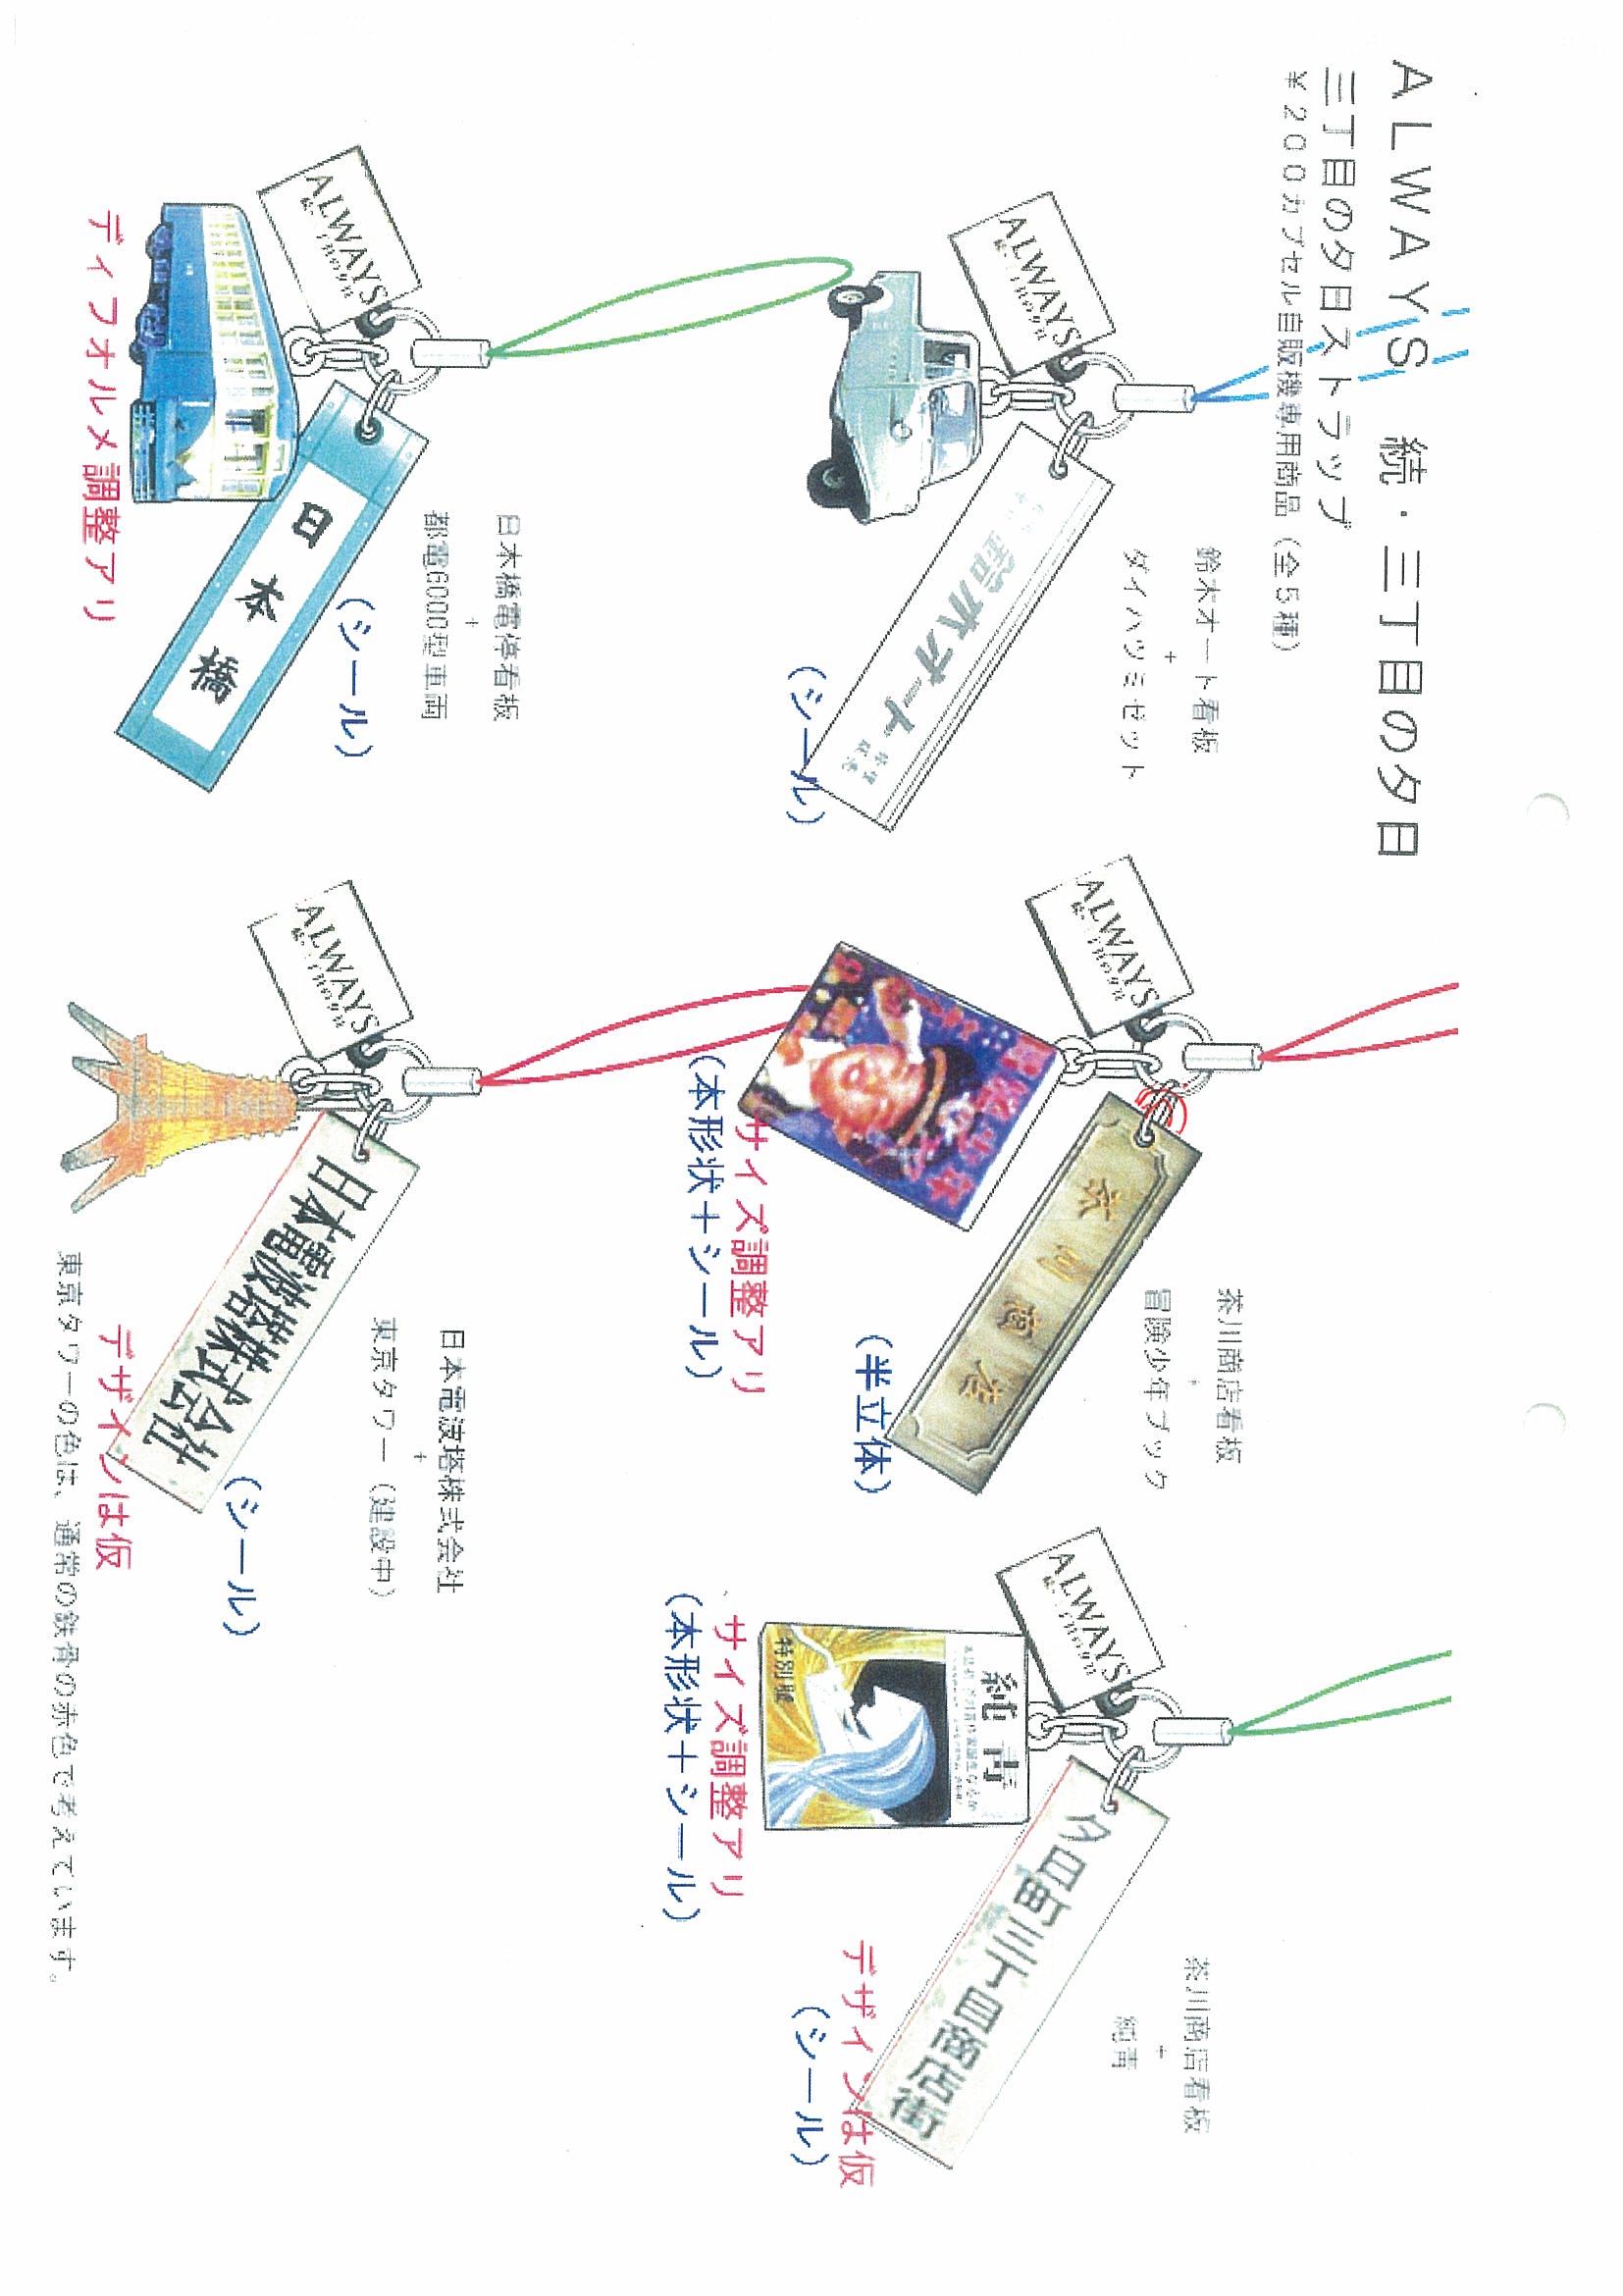 ALWAYS 続・三丁目の夕日
三丁目の夕日ストラップ
¥200カプセル自販機専用商品（全5種）
ALWAYS
鈴木オート
鈴木オート看板
+
ダイハツミゼット
（シール）
ALWAYS
茶川商店
茶川商店看板
+
冒険少年ブック
（半立体）
サイズ調整アリ
（本形状＋シール）
ALWAYS
純青
特別号
夕日町三丁目商店街
茶川商店看板
+
純青
デザインは仮
（シール）
サイズ調整アリ
（本形状＋シール）
ALWAYS
日本橋
日本橋電停看板
+
都電6000型車両
（シール）
ディフォルメ調整アリ
ALWAYS
日本電波塔株式会社
日本電波塔株式会社
+
東京タワー（建設中）
（シール）
デザインは仮
東京タワーの色は、通常の鉄骨の赤色で考えています。